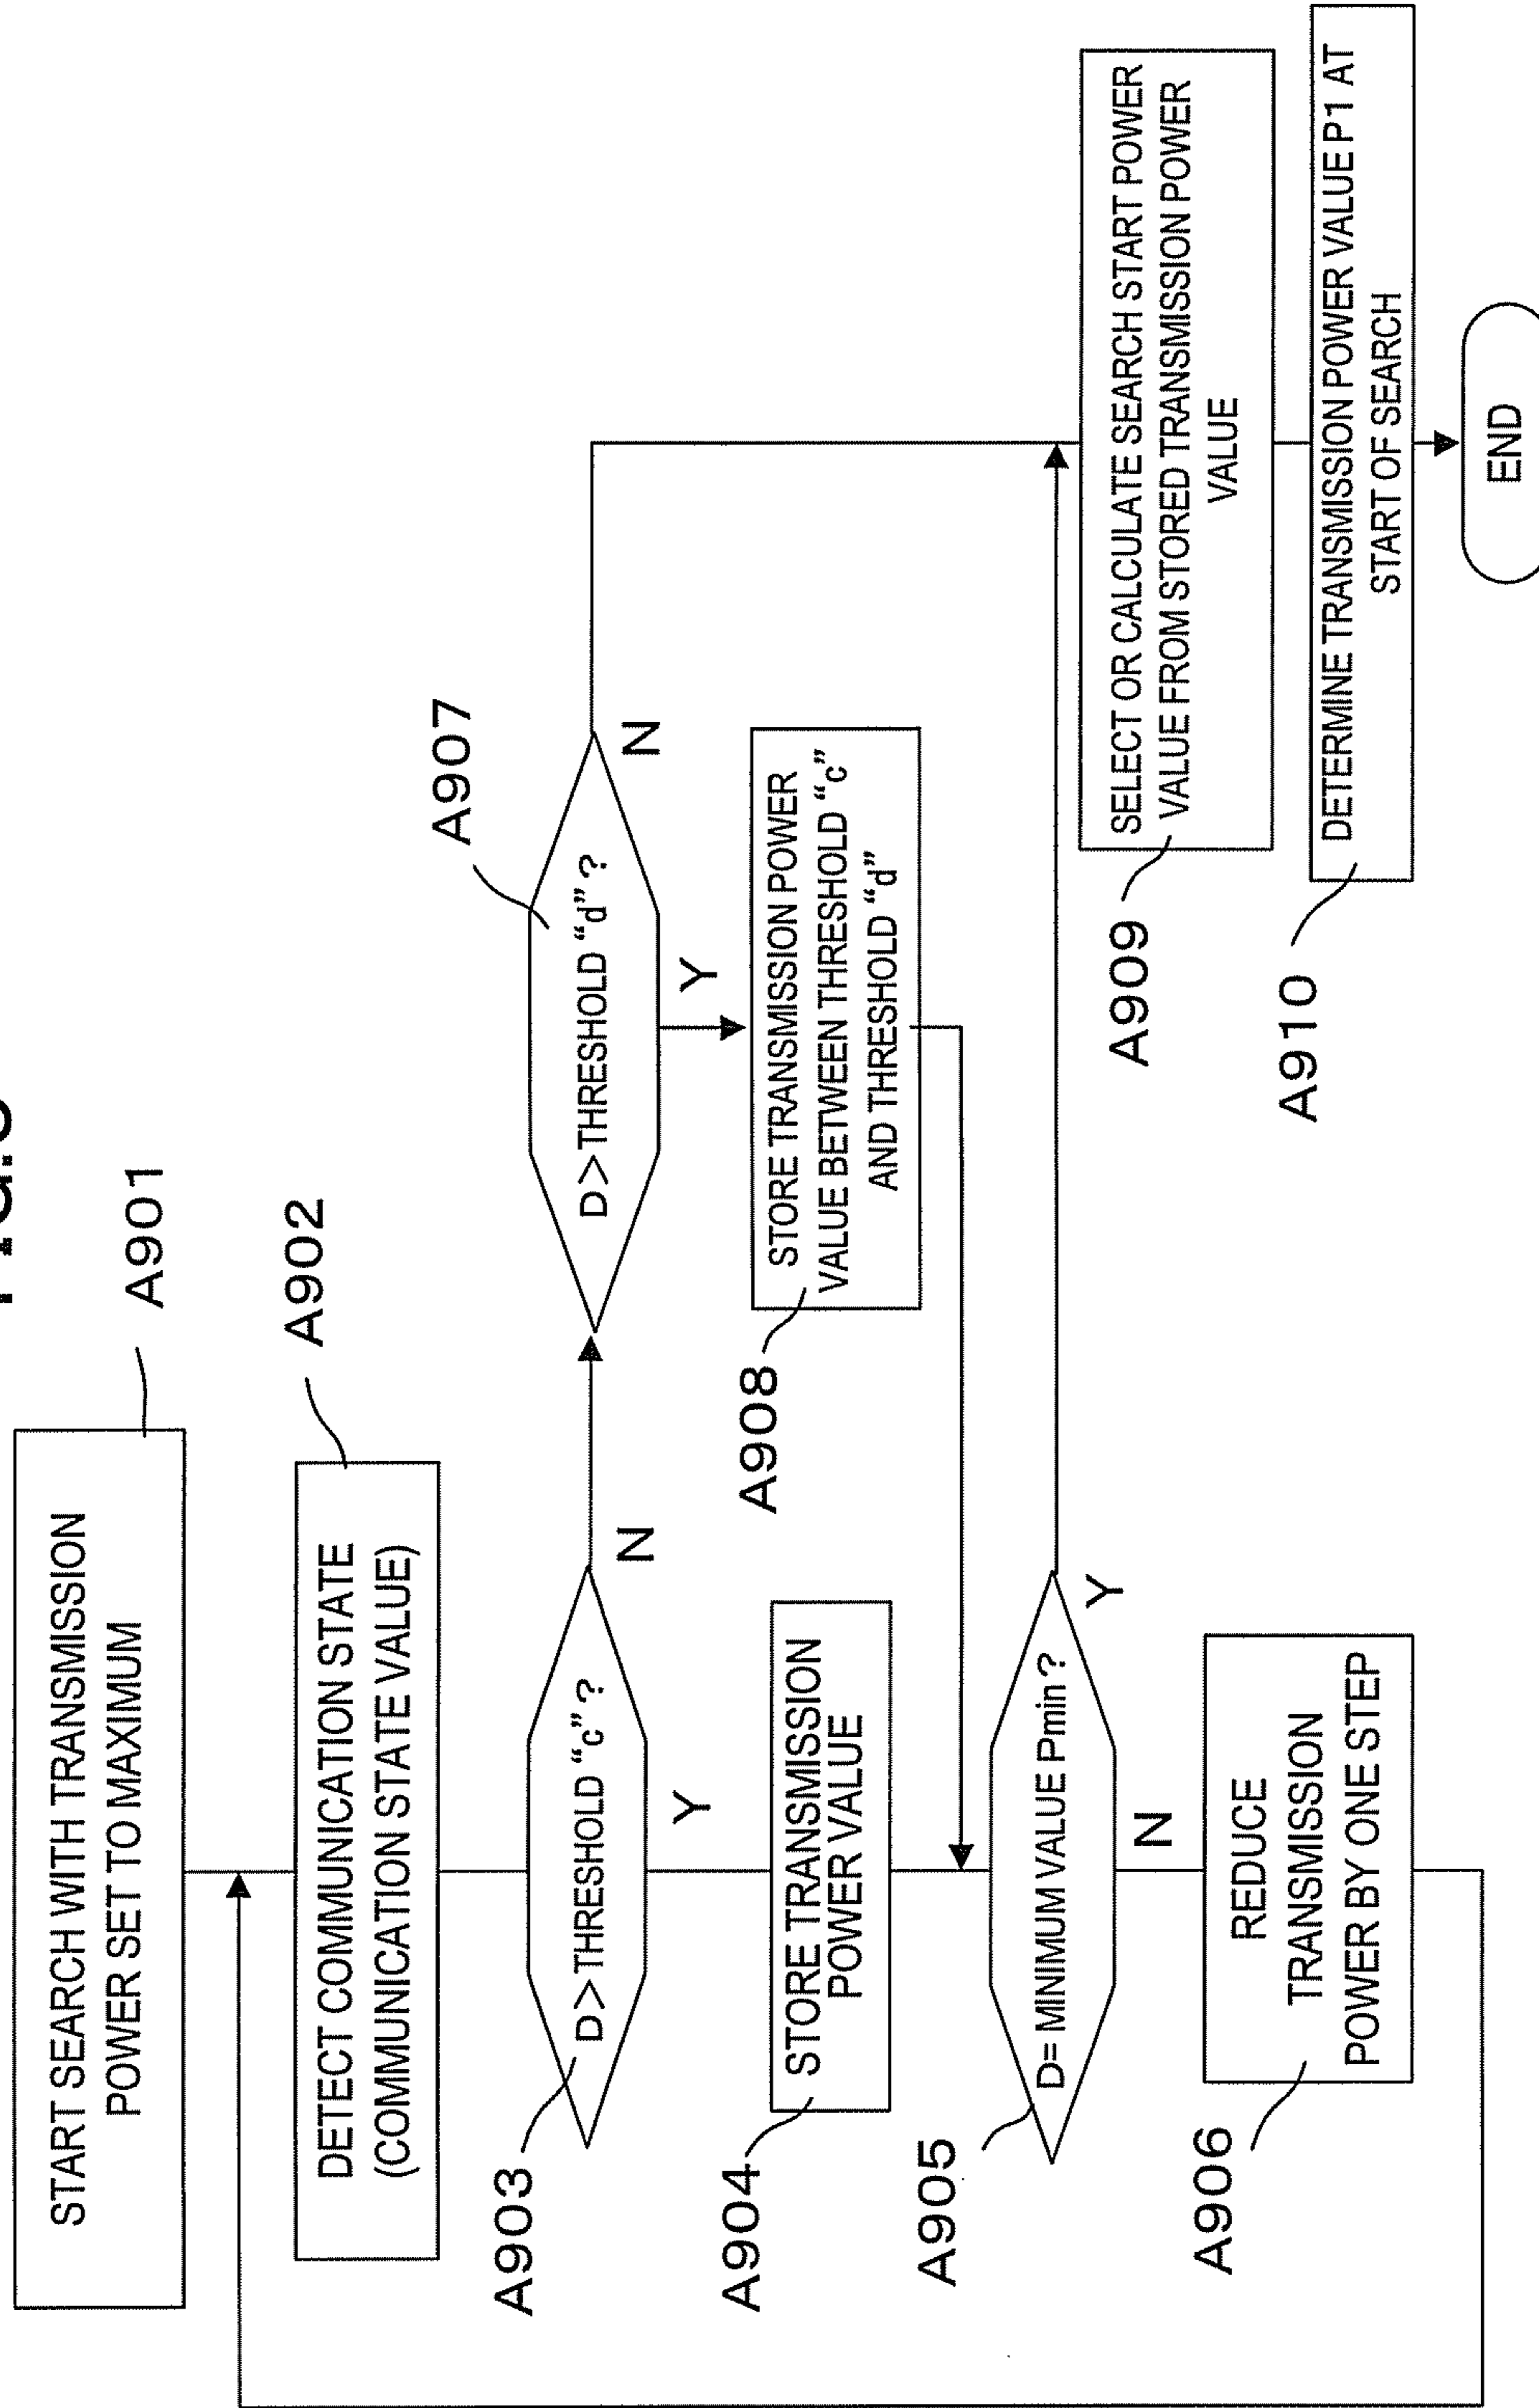 START SEARCH WITH TRANSMISSION
POWER SET TO MAXIMUM
A901
DETECT COMMUNICATION STATE
(COMMUNICATION STATE VALUE)
A902
A903
D>THRESHOLD “c” ?
N
Y
A907
D>THRESHOLD “d” ?
N
Y
A904
STORE TRANSMISSION
POWER VALUE
A908
STORE TRANSMISSION POWER
VALUE BETWEEN THRESHOLD “c”
AND THRESHOLD “d”
A905
D= MINIMUM VALUE Pmin ?
Y
N
A906
REDUCE
TRANSMISSION
POWER BY ONE STEP
A909
SELECT OR CALCULATE SEARCH START POWER
VALUE FROM STORED TRANSMISSION POWER
VALUE
A910
DETERMINE TRANSMISSION POWER VALUE P1 AT
START OF SEARCH
END